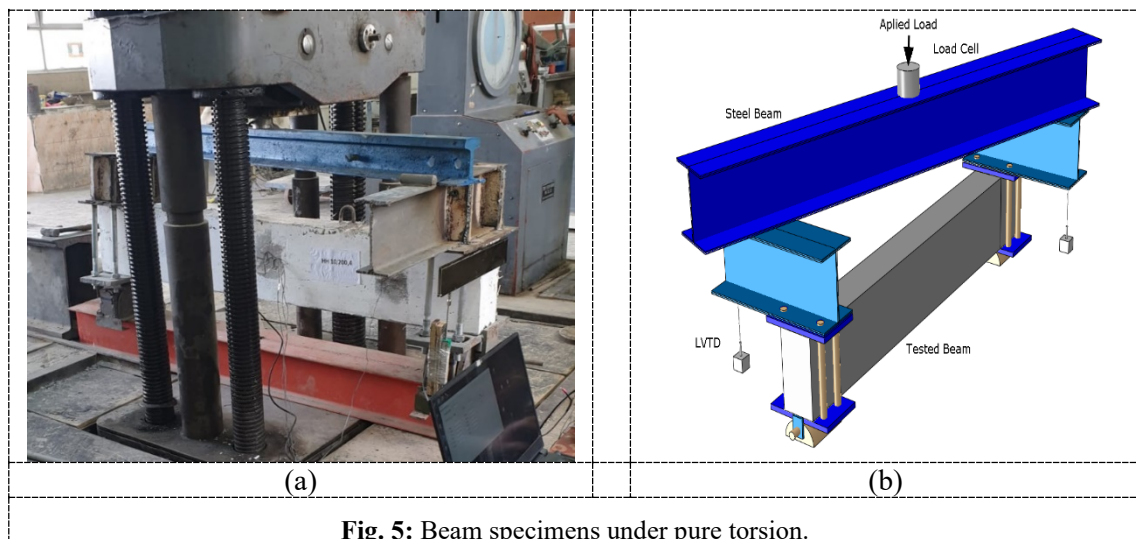 Aplied Load
Load Cell
Steel Beam
LVTD
Tested Beam
(a)
(b)
Fig. 5: Beam specimens under pure torsion.